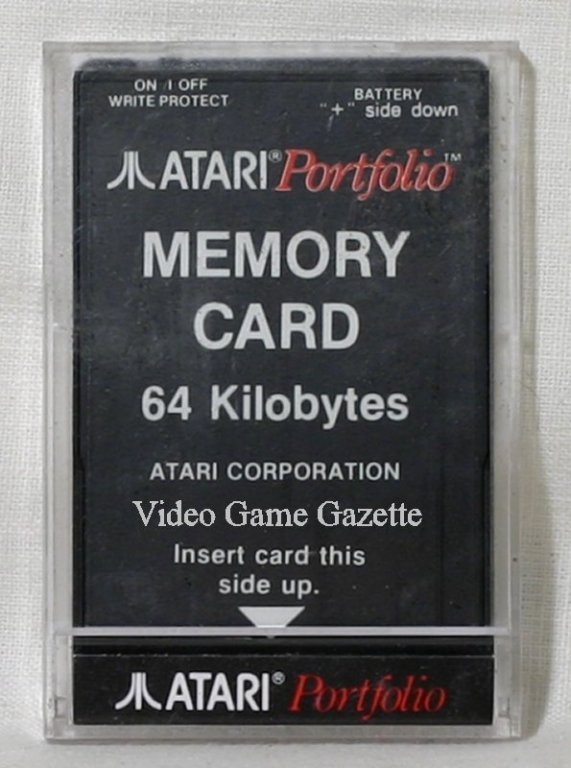 ON / OFF
WRITE PROTECT
BATTERY
"+" side down
ATARI® Portfolio™
MEMORY
CARD
64 Kilobytes
ATARI CORPORATION
Video Game Gazette
Insert card this
side up.
ATARI® Portfolio